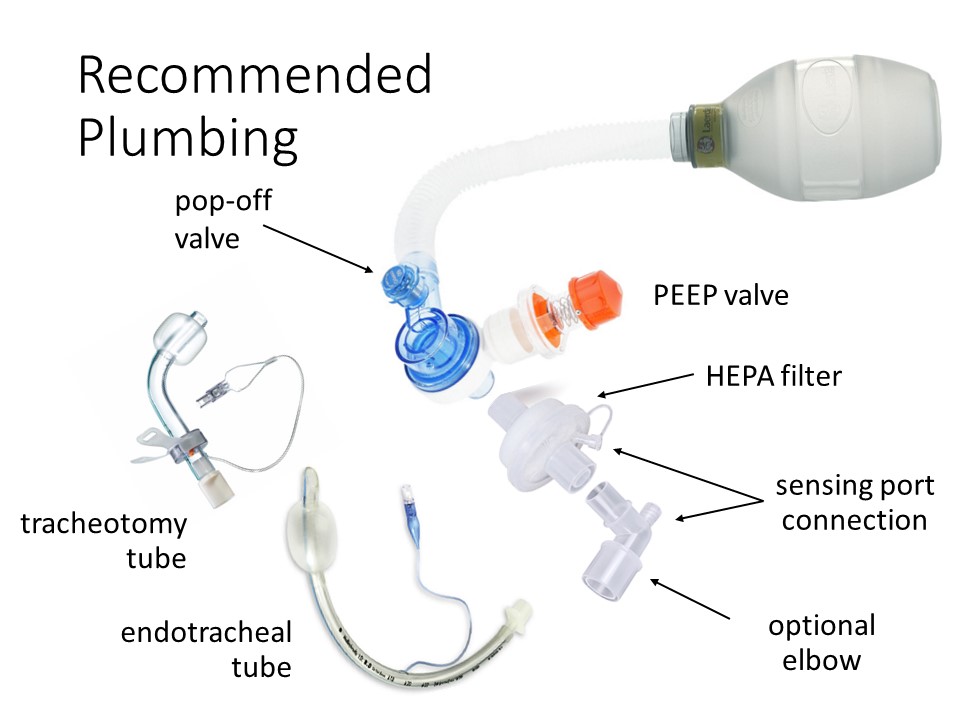 Recommended
Plumbing
pop-off
valve
PEEP valve
HEPA filter
sensing port
connection
tracheotomy
tube
endotracheal
tube
optional
elbow